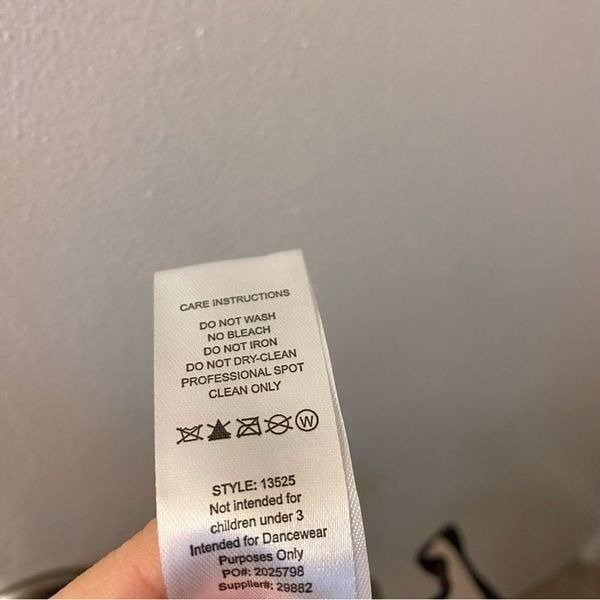 CARE INSTRUCTIONS
DO NOT WASH
NO BLEACH
DO NOT IRON
DO NOT DRY-CLEAN
PROFESSIONAL SPOT
CLEAN ONLY
W
STYLE: 13525
Not intended for
children under 3
Intended for Dancewear
Purposes Only
PO#: 2025798
Supplier#: 29882